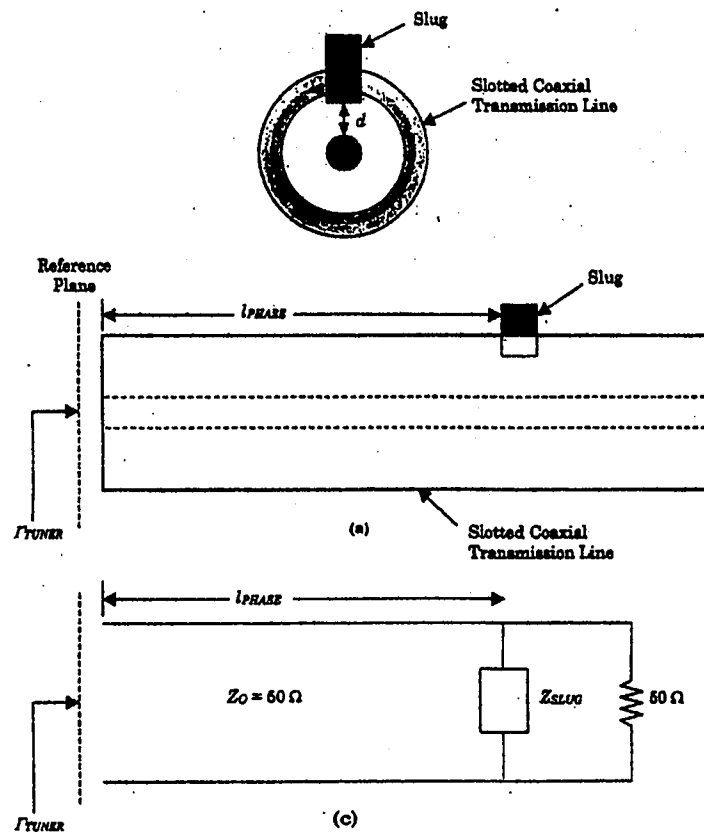 Slug
Slotted Coaxial
Transmission Line
d
Reference
Plane
Slug
lPHASE
ΓTUNER
(a)
Slotted Coaxial
Transmission Line
lPHASE
ZO = 50 Ω
ZSLUG
50 Ω
ΓTUNER
(c)